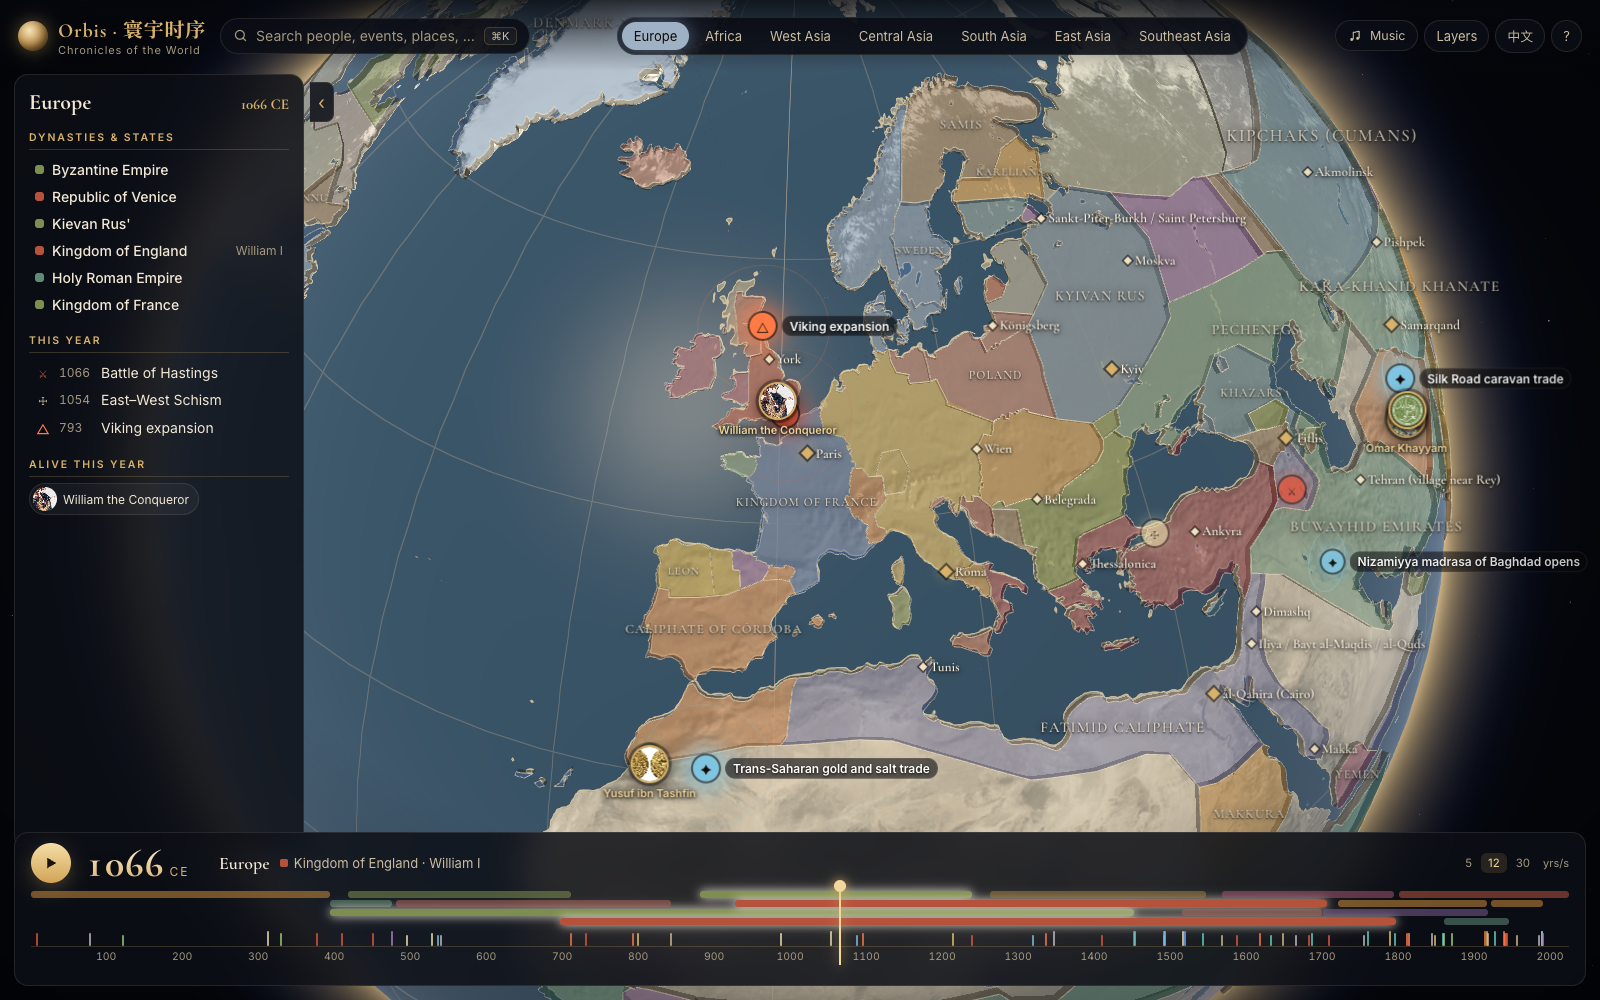 Orbis · 寰宇时序
Chronicles of the World
Search people, events, places, ... ⌘K
Europe Africa West Asia Central Asia South Asia East Asia Southeast Asia
Music Layers 中文 ?
Europe 1066 CE
DYNASTIES & STATES
Byzantine Empire
Republic of Venice
Kievan Rus'
Kingdom of England William I
Holy Roman Empire
Kingdom of France
THIS YEAR
1066 Battle of Hastings
1054 East–West Schism
793 Viking expansion
ALIVE THIS YEAR
William the Conqueror
DENMARK
SAMIS
KIPCHAKS (CUMANS)
KARELIANS
Akmolinsk
Sankt-Piter-Burkh / Saint Petersburg
Pishpek
SWEDEN
Moskva
KARA-KHANID KHANATE
KYIVAN RUS
Viking expansion
Königsberg
PECHENEGS
Samarqand
York
Kyiv
POLAND
Silk Road caravan trade
KHAZARS
William the Conqueror
Tiflis
Omar Khayyam
Paris
Wien
Tehran (village near Rey)
KINGDOM OF FRANCE
Belegrada
BUWAYHID EMIRATES
Ankyra
Nizamiyya madrasa of Baghdad opens
LEON
Roma
Thessalonica
Dimashq
CALIPHATE OF CÓRDOBA
Iliya / Bayt al-Maqdis / al-Quds
Tunis
al-Qahira (Cairo)
FATIMID CALIPHATE
Makka
Trans-Saharan gold and salt trade
YEMEN
Yusuf ibn Tashfin
MAKKURA
1066 CE Europe Kingdom of England · William I 5 12 30 yrs/s
100 200 300 400 500 600 700 800 900 1000 1100 1200 1300 1400 1500 1600 1700 1800 1900 2000